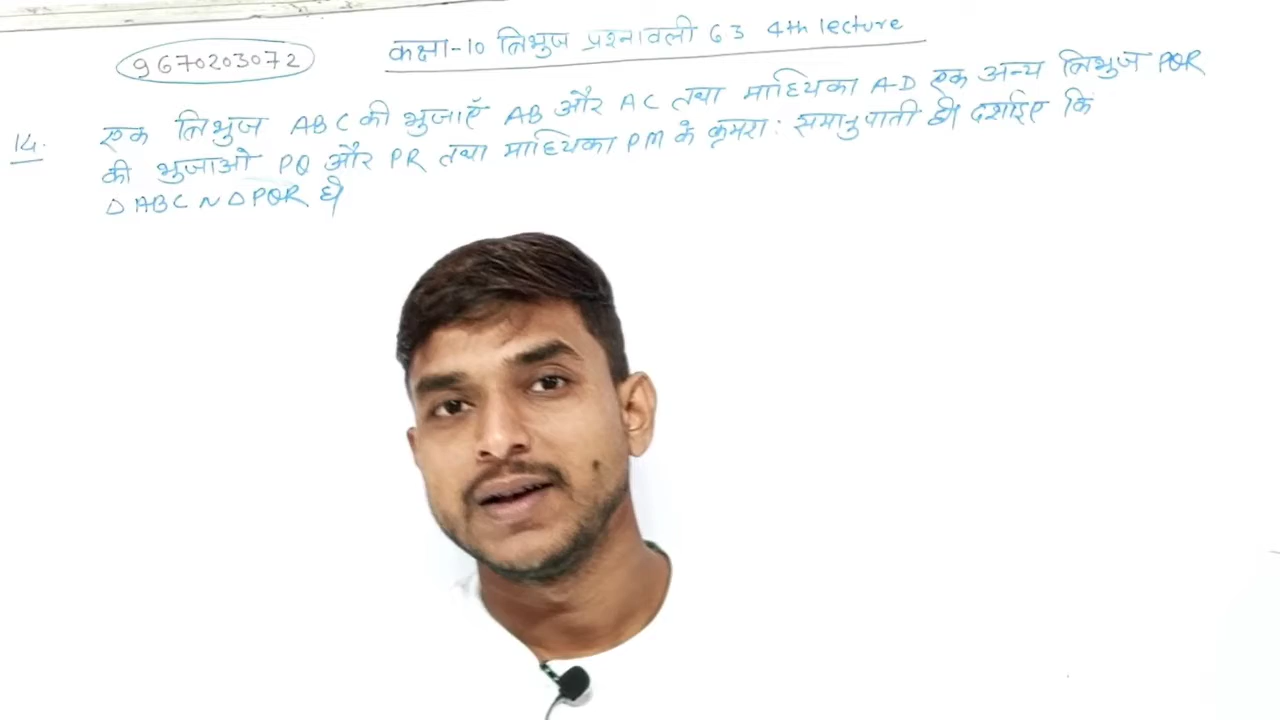 कक्षा-10 त्रिभुज प्रश्नावली 6.3 4th lecture
9670203072
14. एक त्रिभुज ABC की भुजाएँ AB और AC तथा माध्यिका AD एक अन्य त्रिभुज PQR
की भुजाओ PQ और PR तथा माध्यिका PM के क्रमश: समानुपाती है। दर्शाइए कि
△ ABC ~ △ PQR है